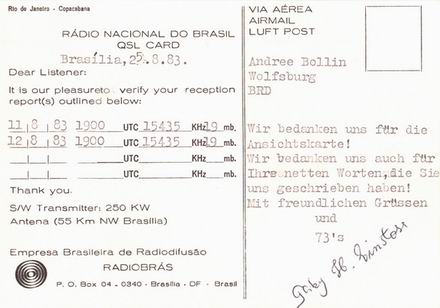 Rio de Janeiro - Copacabana
RÁDIO NACIONAL DO BRASIL
QSL CARD
Brasília, 25.8.83.
Dear Listener:
It is our pleasureto verify your reception
report(s) outlined below:
11 8 83 1900 UTC 15435 KHz 19 mb.
12 8 83 1900 UTC 15435 KHz 19 mb.
UTC KHz mb.
UTC KHz mb.
Thank you.
S/W Transmitter: 250 KW
Antena (55 Km NW Brasília)
Empresa Brasileira de Radiodifusão
RADIOBRÁS
P. O. Box 04 - 0340 - Brasília - DF - Brasil
VIA AÉREA
AIRMAIL
LUFT POST
Andree Bollin
Wolfsburg
BRD
Wir bedanken uns für die
Ansichtskarte!
Wir bedanken uns auch für
Ihre netten Worten, die Sie
uns geschrieben haben!
Mit freundlichen Grüssen
und
73's